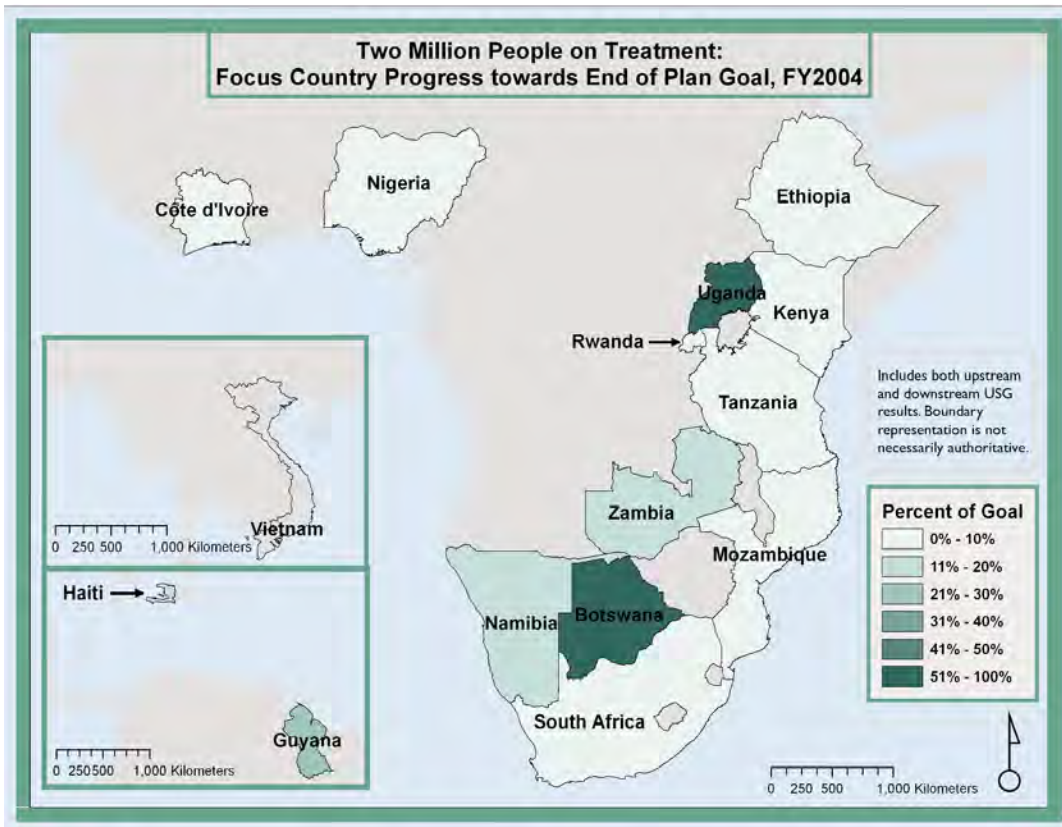 Two Million People on Treatment:
Focus Country Progress towards End of Plan Goal, FY2004
Côte d'Ivoire
Nigeria
Ethiopia
Uganda
Kenya
Rwanda
Tanzania
Includes both upstream
and downstream USG
results. Boundary
representation is not
necessarily authoritative.
Zambia
Mozambique
Namibia
Botswana
South Africa
Vietnam
0 250 500 1,000 Kilometers
Haiti
Guyana
0 250 500 1,000 Kilometers
Percent of Goal
0% - 10%
11% - 20%
21% - 30%
31% - 40%
41% - 50%
51% - 100%
0 250 500 1,000 Kilometers